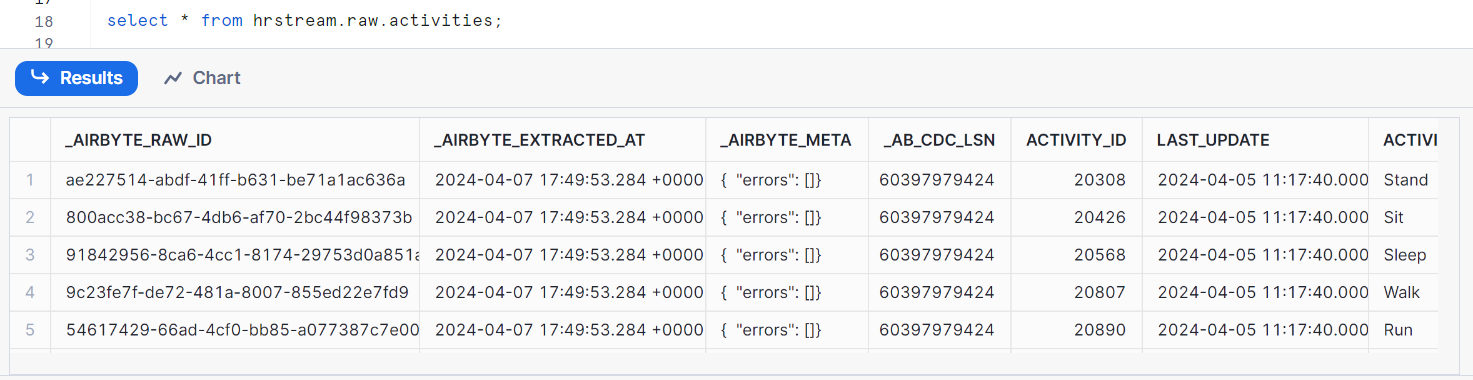 17
18 select * from hrstream.raw.activities;
19
Results Chart
_AIRBYTE_RAW_ID _AIRBYTE_EXTRACTED_AT _AIRBYTE_META _AB_CDC_LSN ACTIVITY_ID LAST_UPDATE ACTIVI
1 ae227514-abdf-41ff-b631-be71a1ac636a 2024-04-07 17:49:53.284 +0000 { "errors": []} 60397979424 20308 2024-04-05 11:17:40.000 Stand
2 800acc38-bc67-4db6-af70-2bc44f98373b 2024-04-07 17:49:53.284 +0000 { "errors": []} 60397979424 20426 2024-04-05 11:17:40.000 Sit
3 91842956-8ca6-4cc1-8174-29753d0a851a 2024-04-07 17:49:53.284 +0000 { "errors": []} 60397979424 20568 2024-04-05 11:17:40.000 Sleep
4 9c23fe7f-de72-481a-8007-855ed22e7fd9 2024-04-07 17:49:53.284 +0000 { "errors": []} 60397979424 20807 2024-04-05 11:17:40.000 Walk
5 54617429-66ad-4cf0-bb85-a077387c7e00 2024-04-07 17:49:53.284 +0000 { "errors": []} 60397979424 20890 2024-04-05 11:17:40.000 Run